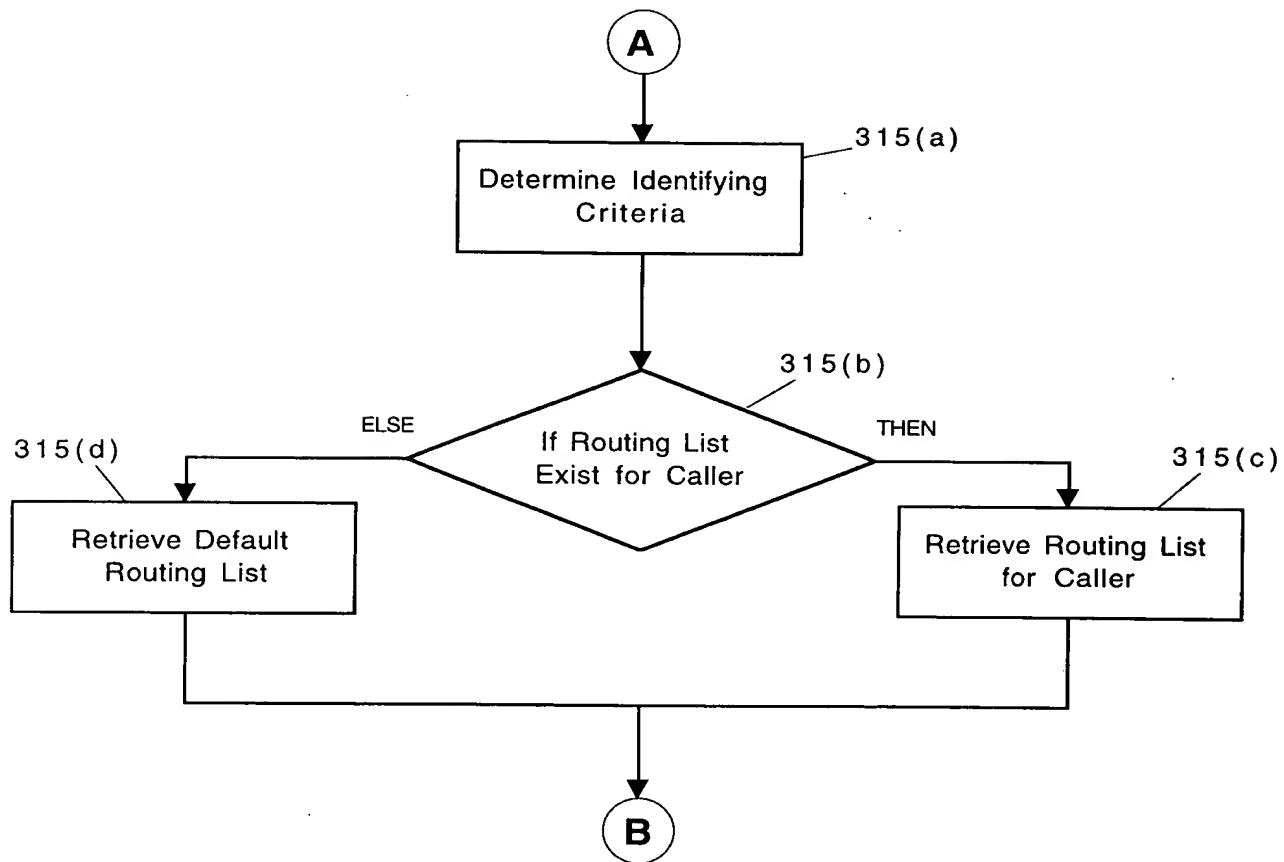 A
315(a)
Determine Identifying
Criteria
315(b)
ELSE
THEN
If Routing List
Exist for Caller
315(d)
315(c)
Retrieve Default
Routing List
Retrieve Routing List
for Caller
B